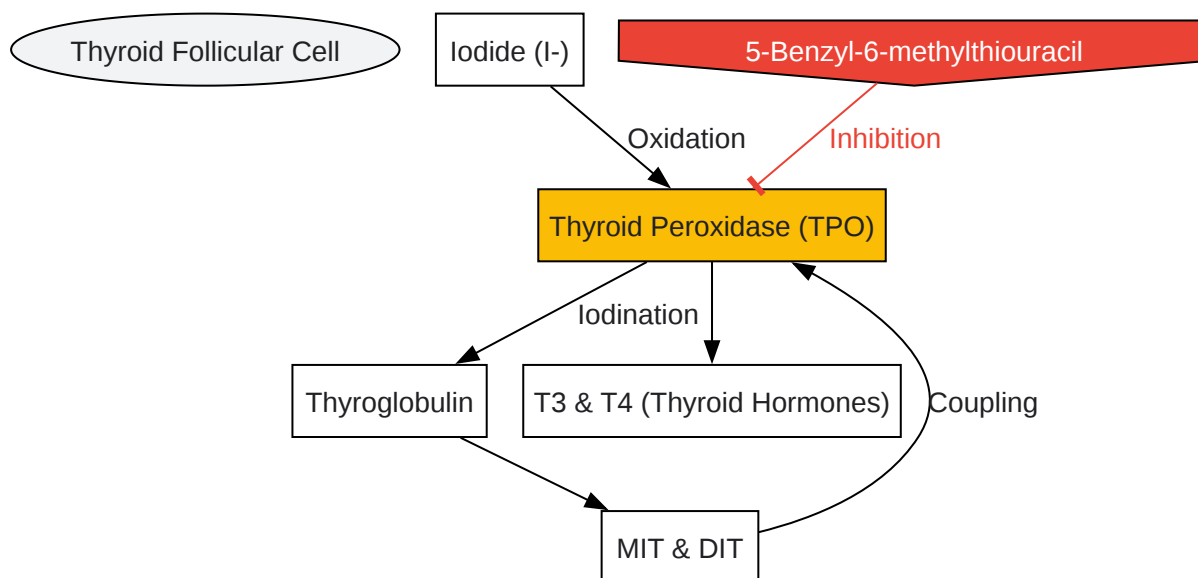 Thyroid Follicular Cell
Iodide (I-)
5-Benzyl-6-methylthiouracil
Oxidation
Inhibition
Thyroid Peroxidase (TPO)
Iodination
Thyroglobulin
T3 & T4 (Thyroid Hormones)
Coupling
MIT & DIT